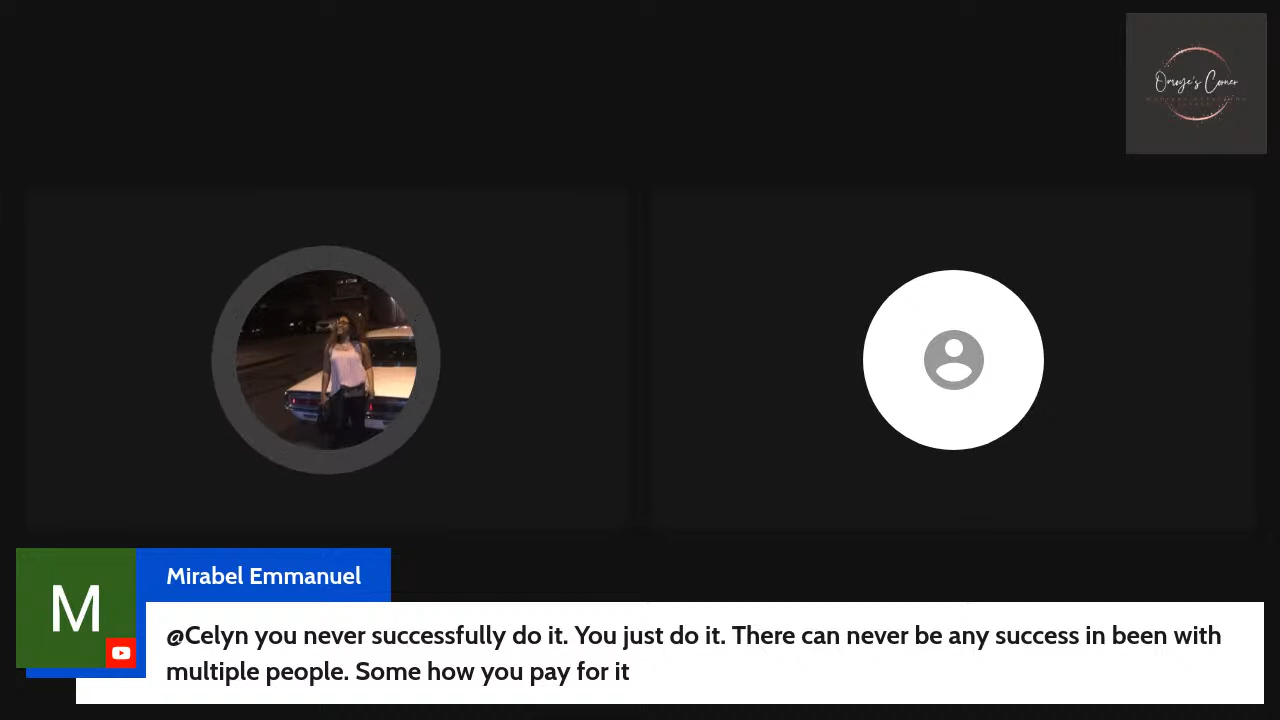 Omoye's Corner
M
Mirabel Emmanuel
@Celyn you never successfully do it. You just do it. There can never be any success in been with
multiple people. Some how you pay for it